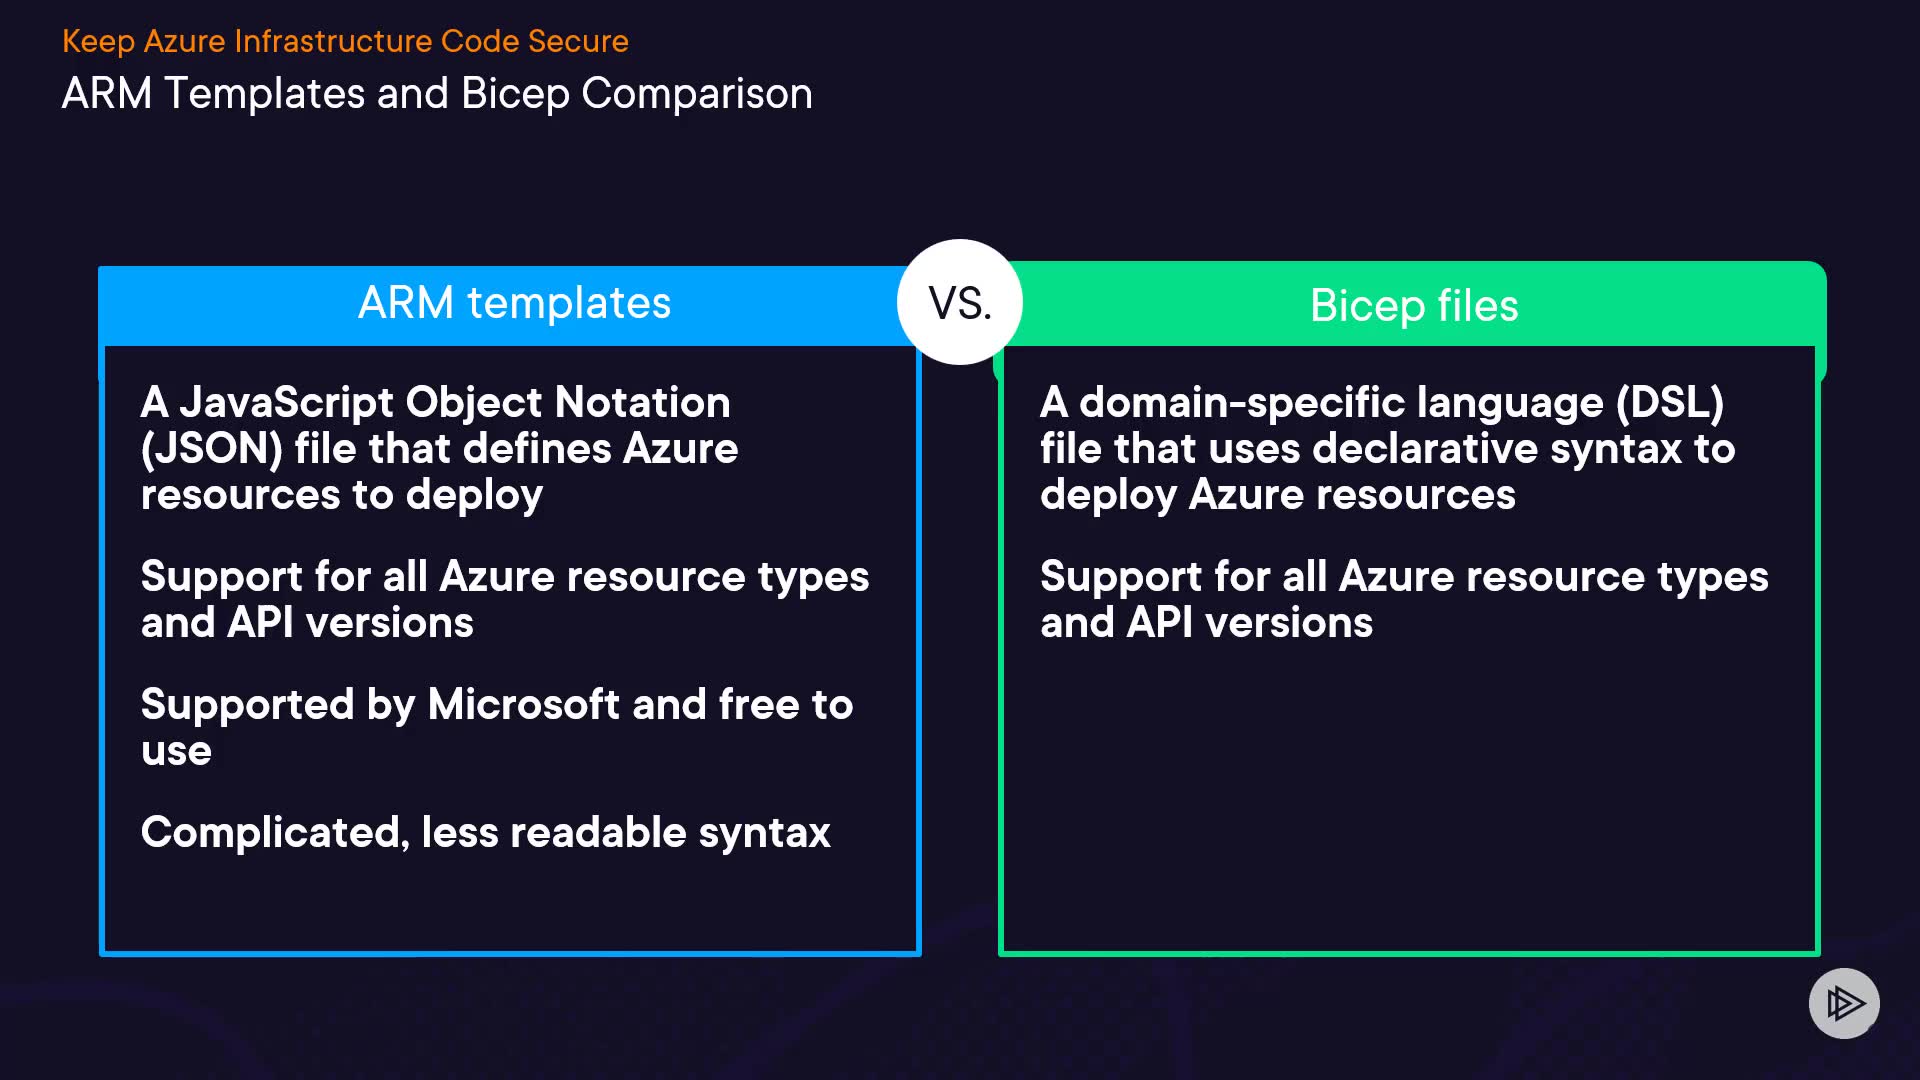 Keep Azure Infrastructure Code Secure
ARM Templates and Bicep Comparison
ARM templates
VS.
Bicep files
A JavaScript Object Notation
(JSON) file that defines Azure
resources to deploy
Support for all Azure resource types
and API versions
Supported by Microsoft and free to
use
Complicated, less readable syntax
A domain-specific language (DSL)
file that uses declarative syntax to
deploy Azure resources
Support for all Azure resource types
and API versions